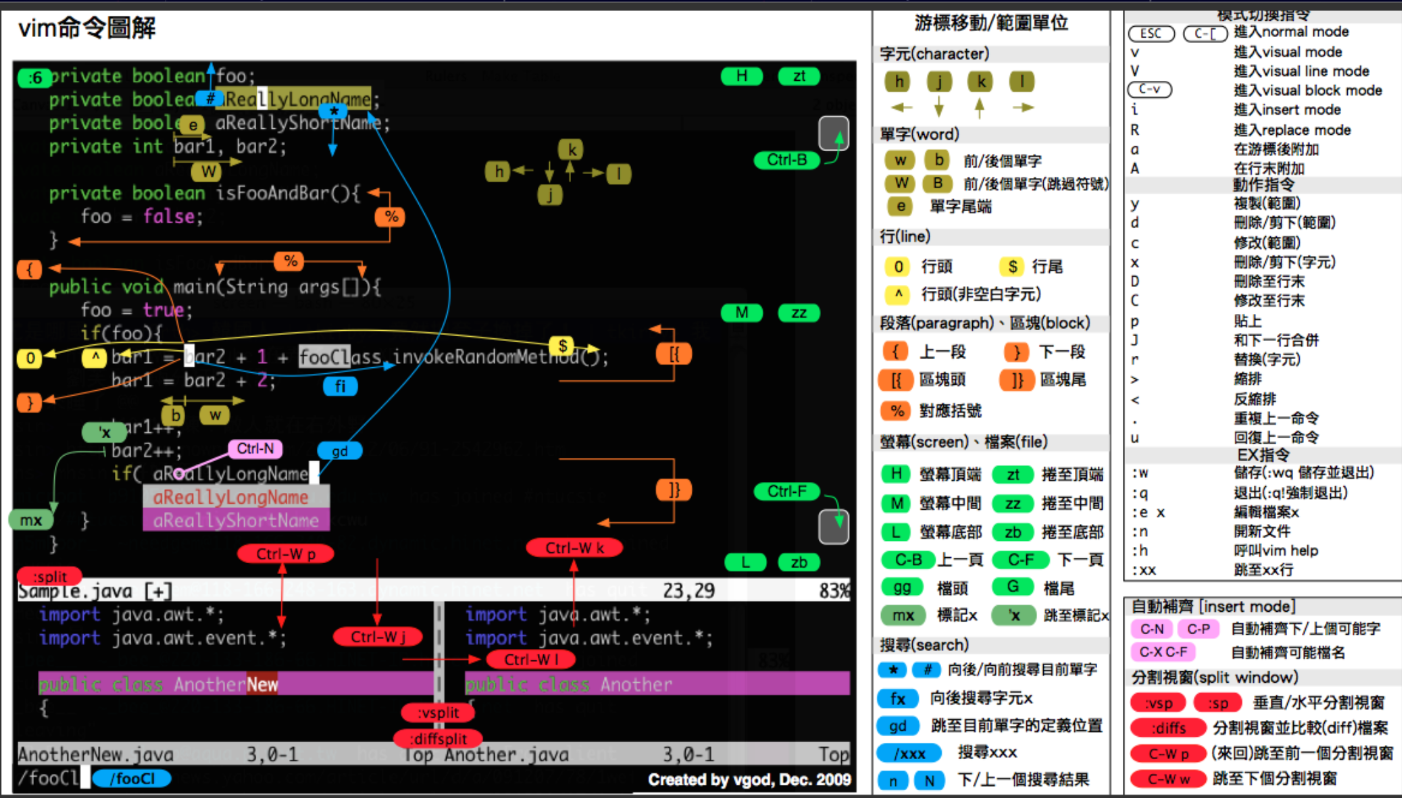 vim命令圖解
:6 private boolean foo;
private boolea # aReallyLongName;
*
private boole e aReallyShortName;
private int bar1, bar2;
W
private boolean isFooAndBar(){
foo = false;
%
}
{
%
public void main(String args[]){
foo = true;
if(foo){
0 ^ bar1 = bar2 + 1 + fooClass.invokeRandomMethod(); $
[{
bar1 = bar2 + 2;
fi
}
b w
'x bar1++;
bar2++;
Ctrl-N
gd
if( aReallyLongName
aReallyLongName
]}
mx } aReallyShortName
}
H zt
Ctrl-B
k
h l
j
M zz
Ctrl-F
L zb
Ctrl-W p
Ctrl-W k
:split
Sample.java [+] 23,29 83%
import java.awt.*; import java.awt.*;
import java.awt.event.*; import java.awt.event.*;
Ctrl-W j
Ctrl-W l
public class AnotherNew public class Another
{ {
:vsplit
:diffsplit
AnotherNew.java 3,0-1 Top Another.java 3,0-1 Top
/fooCl /fooCl
Created by vgod, Dec. 2009
游標移動/範圍單位
字元(character)
h j k l
單字(word)
w b 前/後個單字
W B 前/後個單字(跳過符號)
e 單字尾端
行(line)
0 行頭 $ 行尾
^ 行頭(非空白字元)
段落(paragraph)、區塊(block)
{ 上一段 } 下一段
[{ 區塊頭 ]} 區塊尾
% 對應括號
螢幕(screen)、檔案(file)
H 螢幕頂端 zt 捲至頂端
M 螢幕中間 zz 捲至中間
L 螢幕底部 zb 捲至底部
C-B 上一頁 C-F 下一頁
gg 檔頭 G 檔尾
mx 標記x 'x 跳至標記x
搜尋(search)
* # 向後/向前搜尋目前單字
fx 向後搜尋字元x
gd 跳至目前單字的定義位置
/xxx 搜尋xxx
n N 下/上一個搜尋結果
模式切換指令
ESC C-[ 進入normal mode
v 進入visual mode
V 進入visual line mode
C-v 進入visual block mode
i 進入insert mode
R 進入replace mode
a 在游標後附加
A 在行末附加
動作指令
y 複製(範圍)
d 刪除/剪下(範圍)
c 修改(範圍)
x 刪除/剪下(字元)
D 刪除至行末
C 修改至行末
p 貼上
J 和下一行合併
r 替換(字元)
> 縮排
< 反縮排
. 重複上一命令
u 回復上一命令
EX指令
:w 儲存(:wq 儲存並退出)
:q 退出(:q!強制退出)
:e x 編輯檔案x
:n 開新文件
:h 呼叫vim help
:xx 跳至xx行
自動補齊 [insert mode]
C-N C-P 自動補齊下/上個可能字
C-X C-F 自動補齊可能檔名
分割視窗(split window)
:vsp :sp 垂直/水平分割視窗
:diffs 分割視窗並比較(diff)檔案
C-W p (來回)跳至前一個分割視窗
C-W w 跳至下個分割視窗